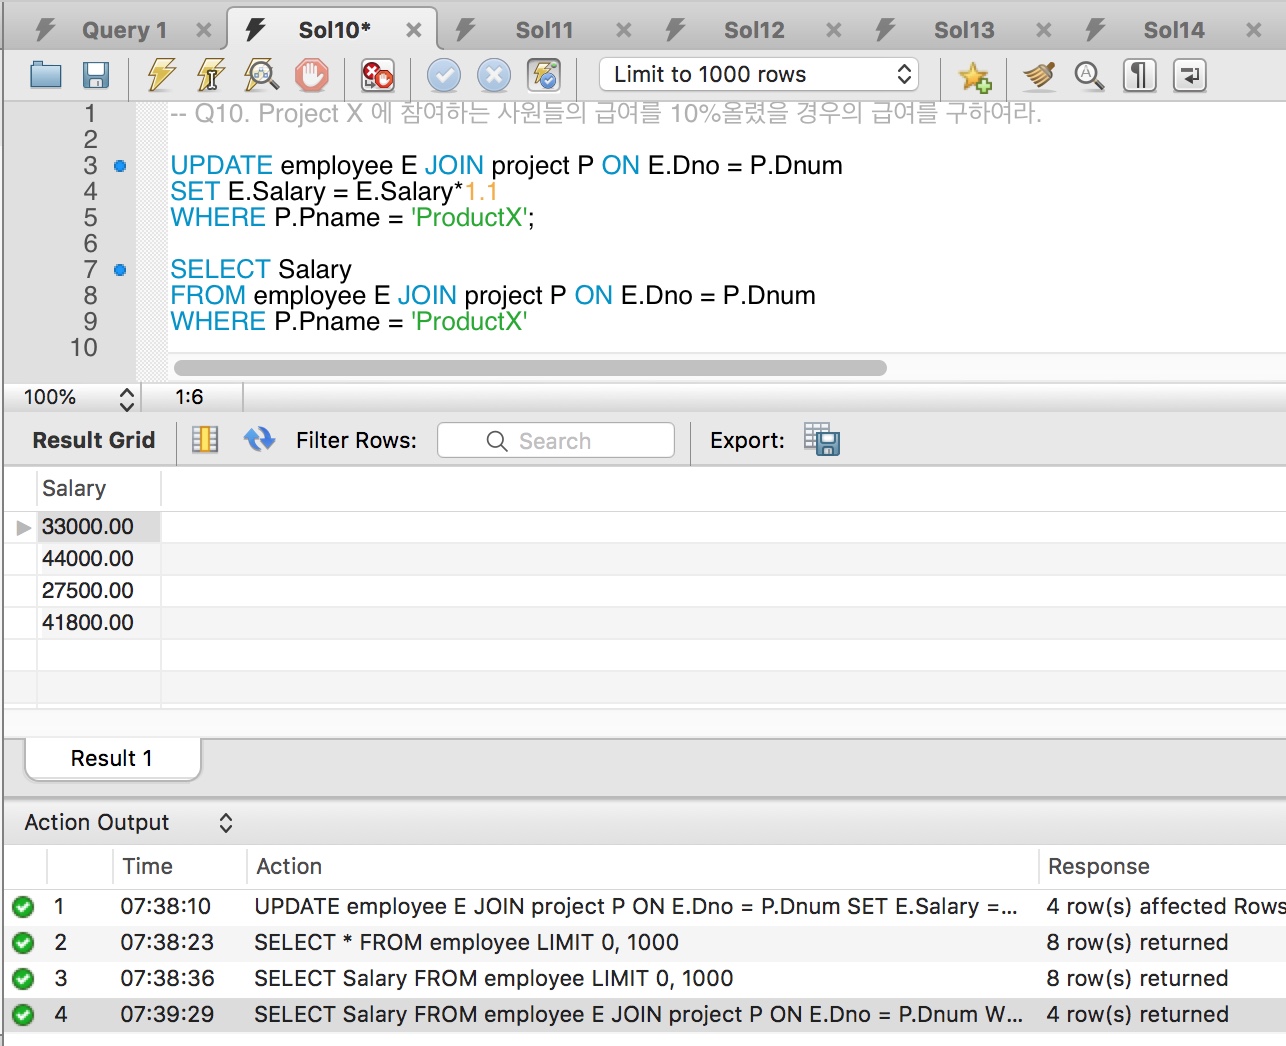 Query 1 Sol10* Sol11 Sol12 Sol13 Sol14
Limit to 1000 rows
1 -- Q10. Project X 에 참여하는 사원들의 급여를 10%올렸을 경우의 급여를 구하여라.
2
3 UPDATE employee E JOIN project P ON E.Dno = P.Dnum
4 SET E.Salary = E.Salary*1.1
5 WHERE P.Pname = 'ProductX';
6
7 SELECT Salary
8 FROM employee E JOIN project P ON E.Dno = P.Dnum
9 WHERE P.Pname = 'ProductX'
10
100% 1:6
Result Grid Filter Rows: Search Export:
Salary
33000.00
44000.00
27500.00
41800.00
Result 1
Action Output
Time Action Response
1 07:38:10 UPDATE employee E JOIN project P ON E.Dno = P.Dnum SET E.Salary =... 4 row(s) affected Rows
2 07:38:23 SELECT * FROM employee LIMIT 0, 1000 8 row(s) returned
3 07:38:36 SELECT Salary FROM employee LIMIT 0, 1000 8 row(s) returned
4 07:39:29 SELECT Salary FROM employee E JOIN project P ON E.Dno = P.Dnum W... 4 row(s) returned